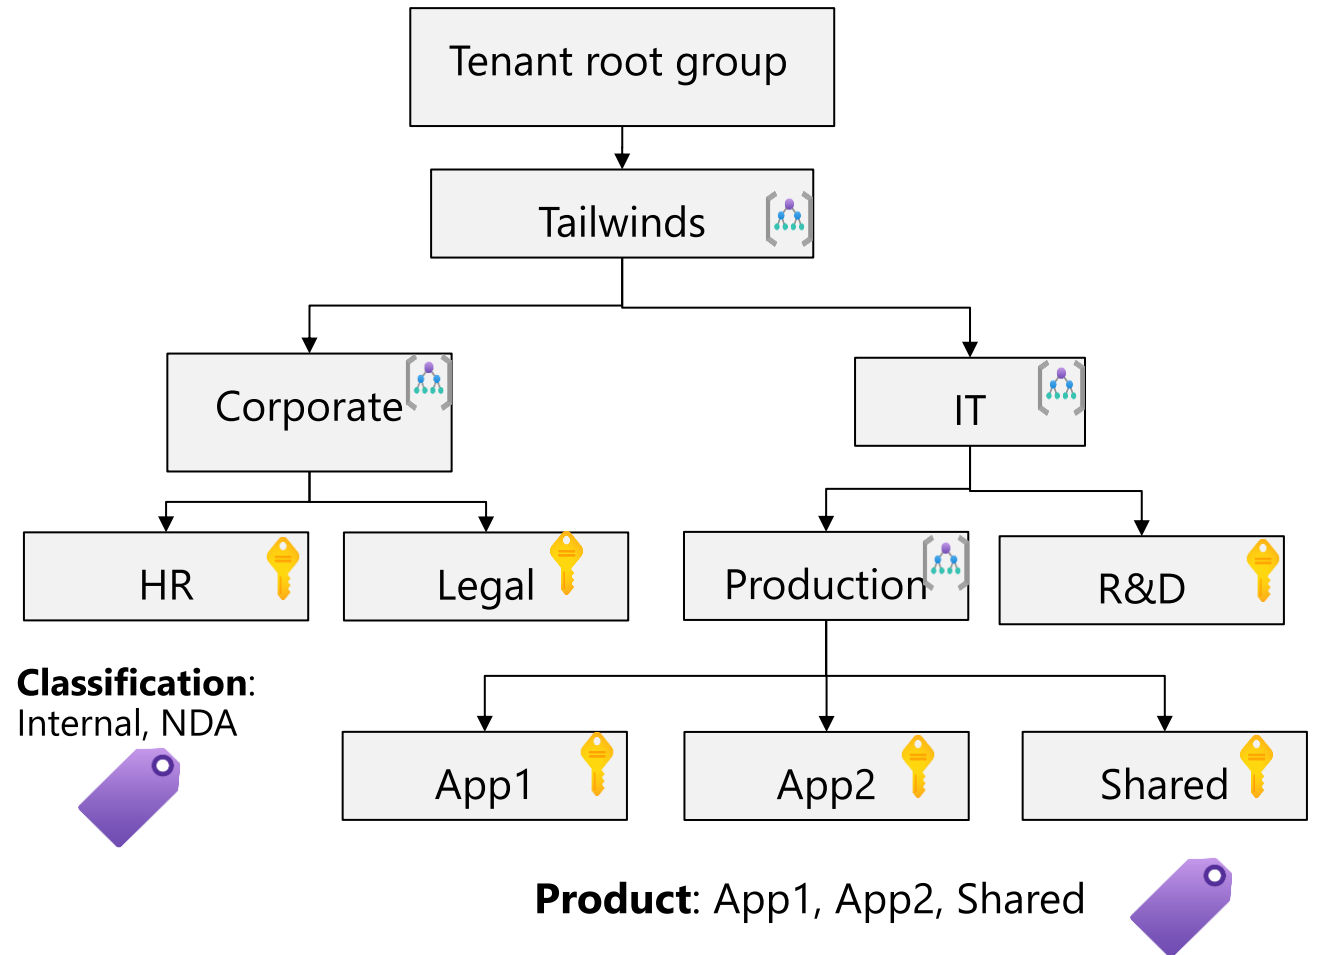 Tenant root group
Tailwinds
Corporate
IT
HR
Legal
Production
R&D
Classification:
Internal, NDA
App1
App2
Shared
Product: App1, App2, Shared